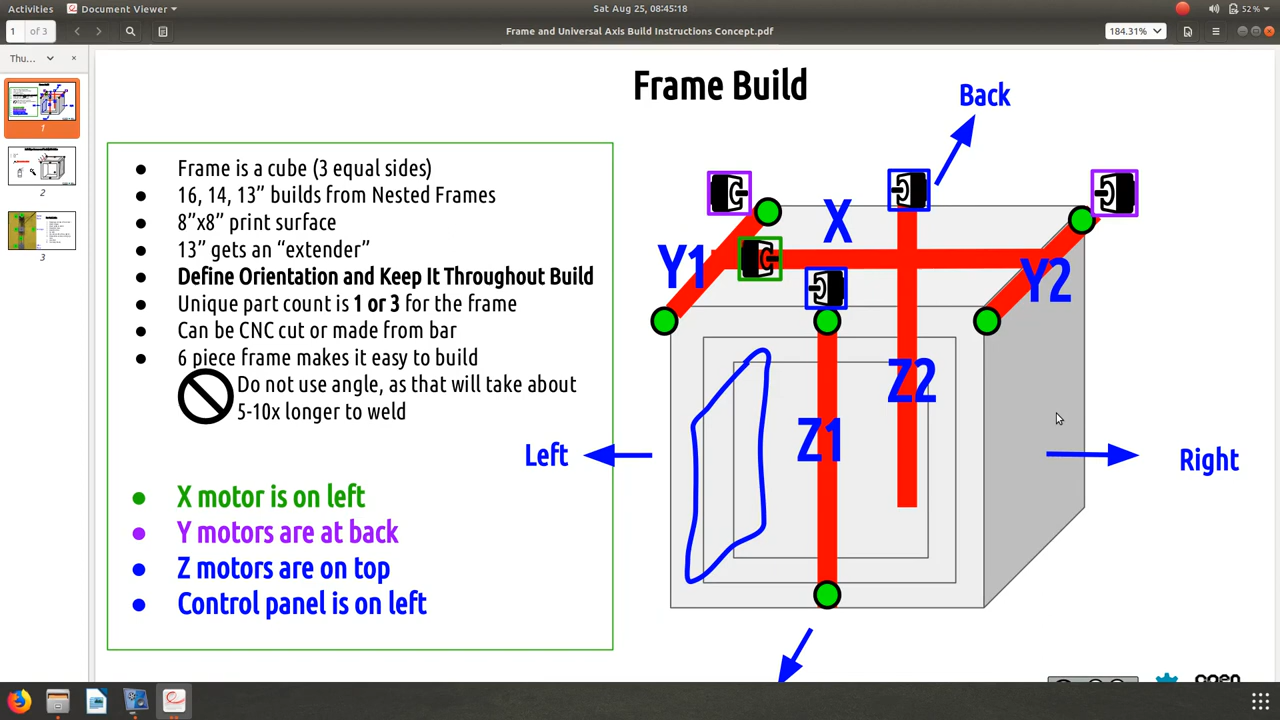 Activities
Document Viewer
Sat Aug 25, 08:45:18
52 %
1
of 3
Frame and Universal Axis Build Instructions Concept.pdf
184.31%
Thu...
1
2
3
Frame Build
Back
Frame is a cube (3 equal sides)
16, 14, 13” builds from Nested Frames
8”x8” print surface
13” gets an “extender”
Define Orientation and Keep It Throughout Build
Unique part count is 1 or 3 for the frame
Can be CNC cut or made from bar
6 piece frame makes it easy to build
Do not use angle, as that will take about
5-10x longer to weld
X motor is on left
Y motors are at back
Z motors are on top
Control panel is on left
X
Y1
Y2
Z2
Z1
Left
Right